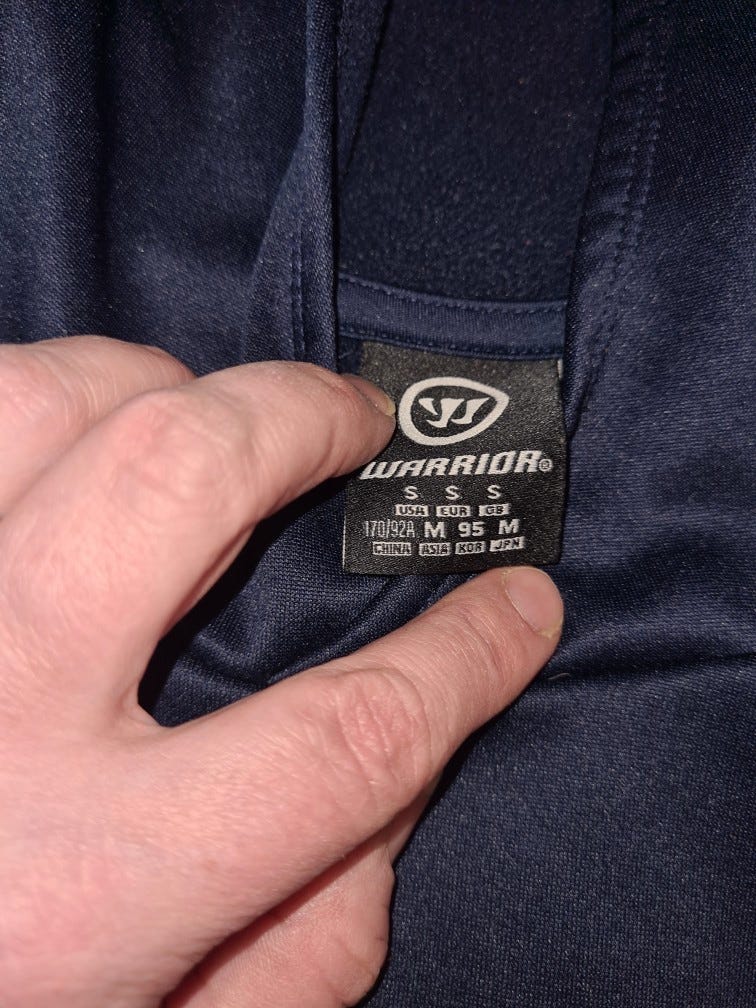 WARRIOR®
S S S
USA EUR GB
170/92A M 95 M
CHINA ASIA KOR JPN